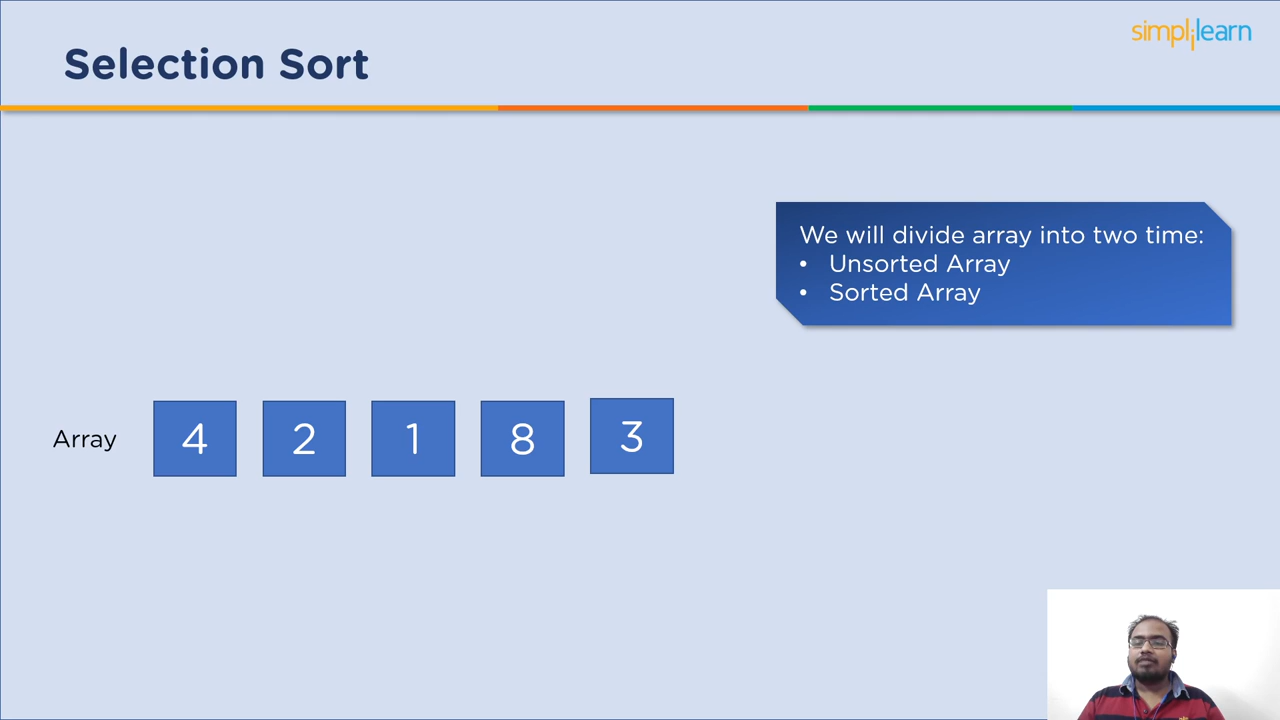 simplilearn
Selection Sort
We will divide array into two time:
• Unsorted Array
• Sorted Array
Array 4 2 1 8 3